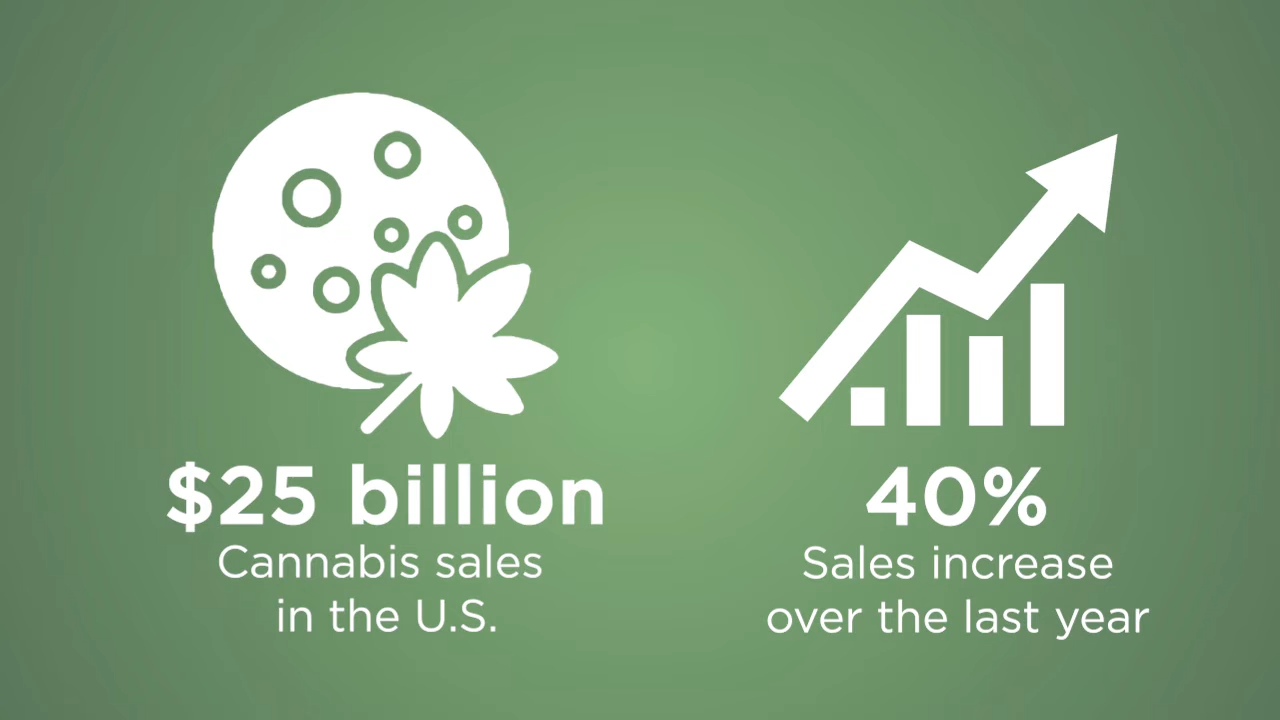 $25 billion
Cannabis sales
in the U.S.
40%
Sales increase
over the last year